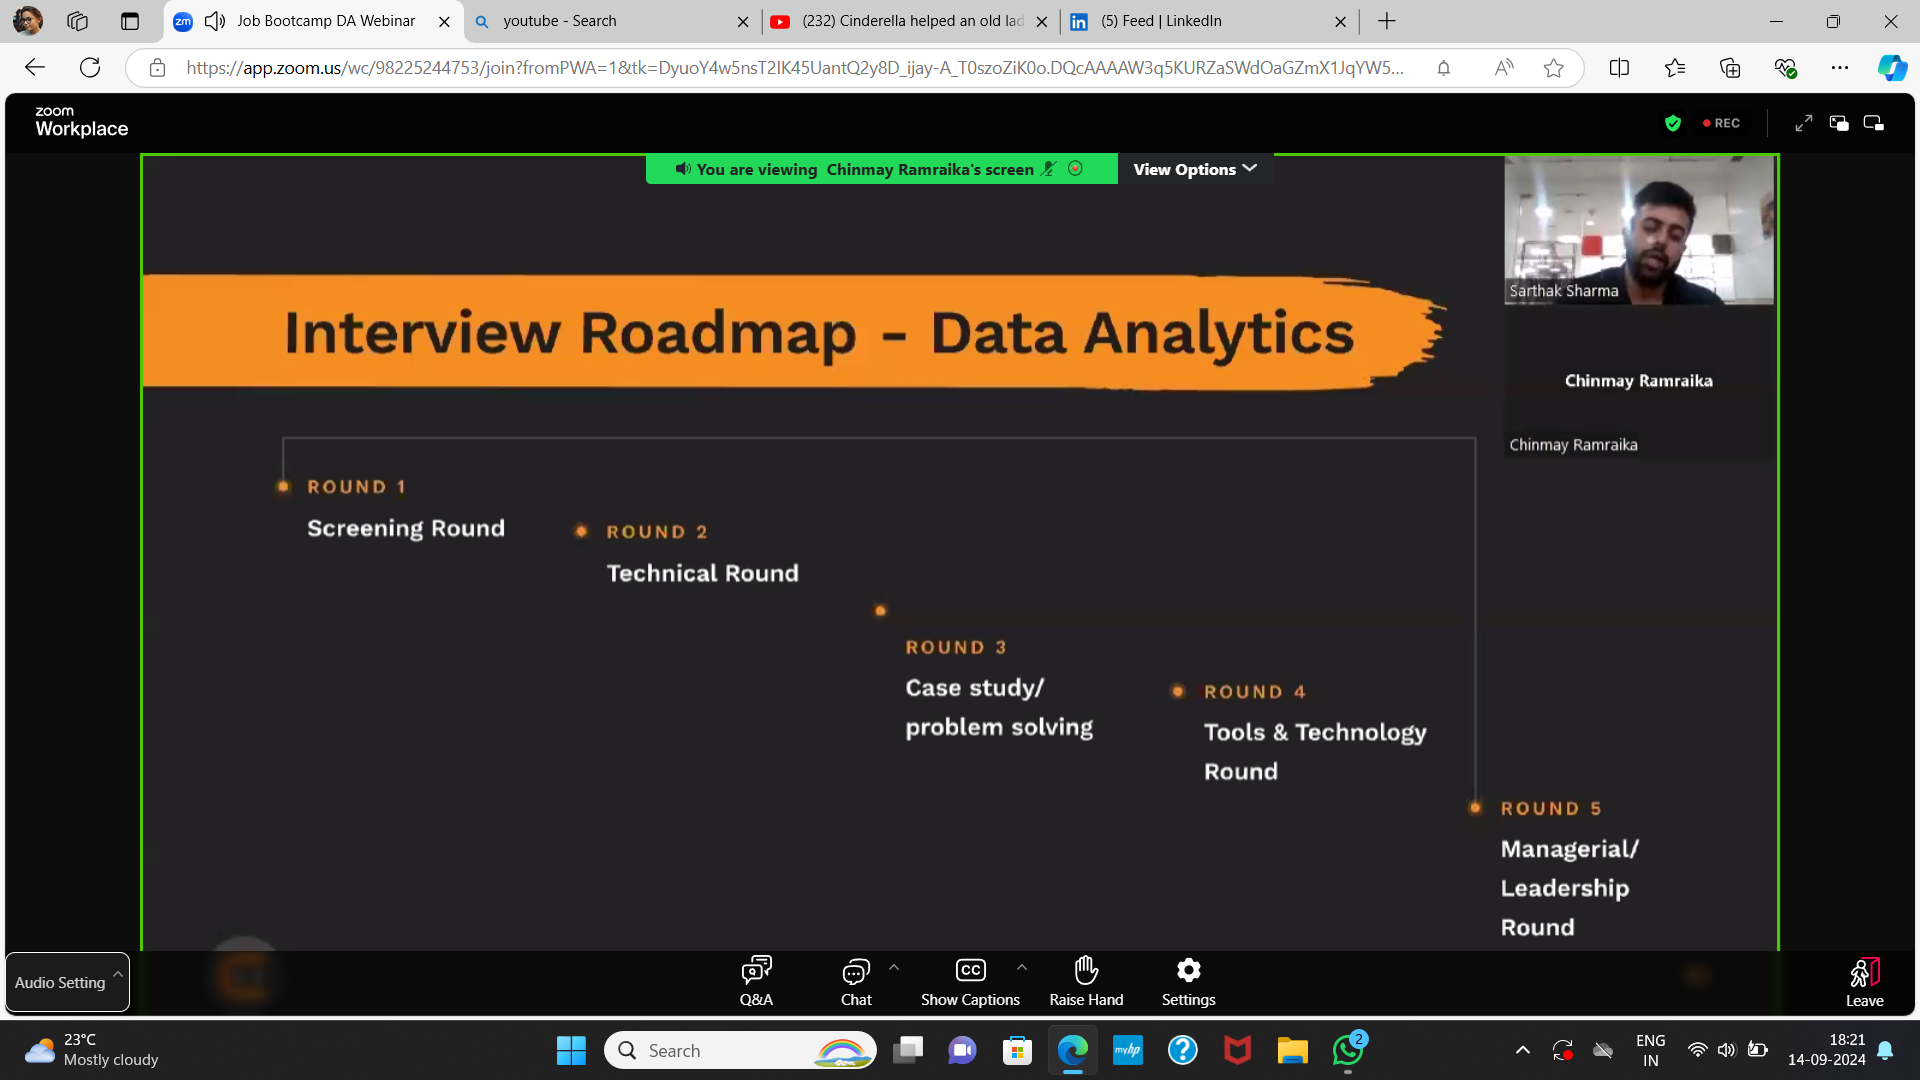 Job Bootcamp DA Webinar
youtube - Search
(232) Cinderella helped an old lad
(5) Feed | LinkedIn
https://app.zoom.us/wc/98225244753/join?fromPWA=1&tk=DyuoY4w5nsT2IK45UantQ2y8D_ijay-A_T0szoZiK0o.DQcAAAAW3q5KURZaSWdOaGZmX1JqYW5...
zoom
Workplace
REC
You are viewing Chinmay Ramraika's screen
View Options
Sarthak Sharma
Interview Roadmap - Data Analytics
Chinmay Ramraika
Chinmay Ramraika
ROUND 1
Screening Round
ROUND 2
Technical Round
ROUND 3
Case study/
problem solving
ROUND 4
Tools & Technology
Round
ROUND 5
Managerial/
Leadership
Round
Audio Setting
Q&A
Chat
CC
Show Captions
Raise Hand
Settings
Leave
23°C
Mostly cloudy
Search
myhp
2
ENG
IN
18:21
14-09-2024